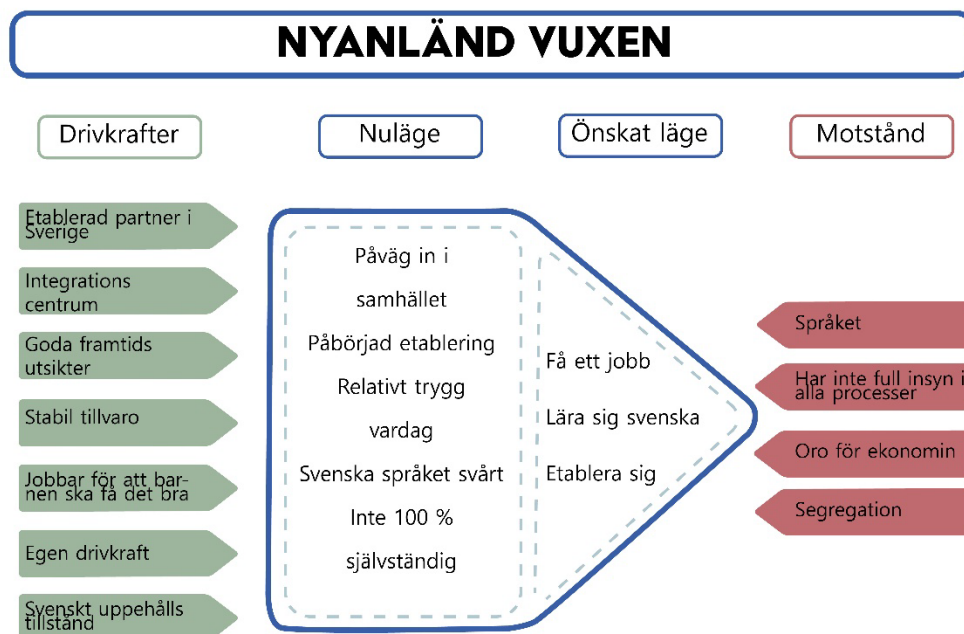 NYANLÄND VUXEN
Drivkrafter
Nuläge
Önskat läge
Motstånd
Etablerad partner i
Sverige
Integrations
centrum
Goda framtids
utsikter
Stabil tillvaro
Jobbar för att bar-
nen ska få det bra
Egen drivkraft
Svenskt uppehålls
tillstånd
Påväg in i
samhället
Påbörjad etablering
Relativt trygg
vardag
Svenska språket svårt
Inte 100 %
självständig
Få ett jobb
Lära sig svenska
Etablera sig
Språket
Har inte full insyn i
alla processer
Oro för ekonomin
Segregation